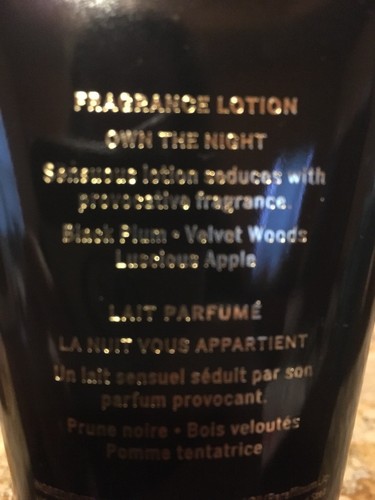 FRAGRANCE LOTION
OWN THE NIGHT
Sensuous lotion seduces with
provocative fragrance.
Black Plum • Velvet Woods
Luscious Apple
LAIT PARFUMÉ
LA NUIT VOUS APPARTIENT
Un lait sensuel séduit par son
parfum provocant.
Prune noire • Bois veloutés
Pomme tentatrice